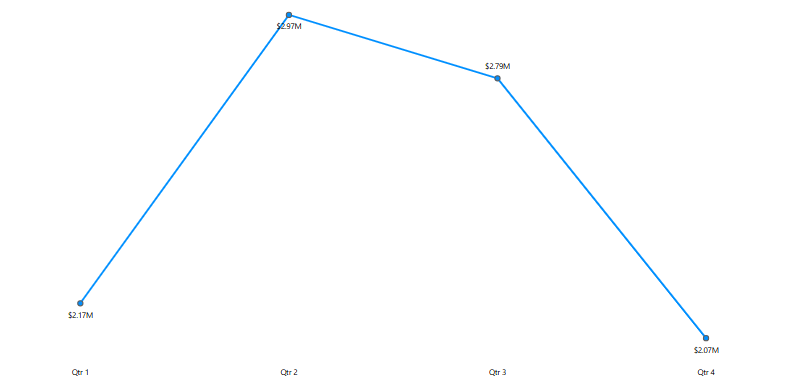 $2.97M
$2.79M
$2.17M
$2.07M
Qtr 1
Qtr 2
Qtr 3
Qtr 4